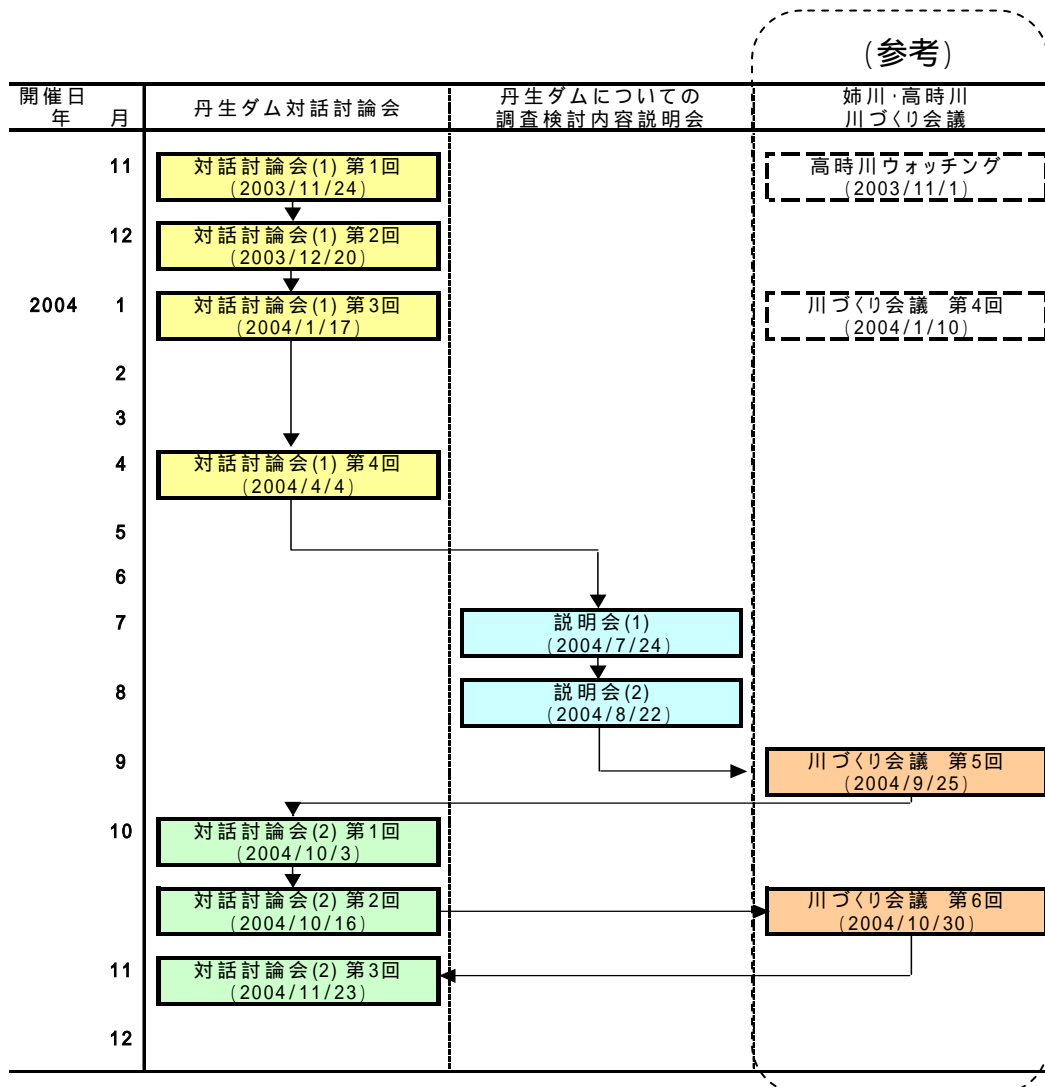 (参考)
開催日
年 月
丹生ダム対話討論会
丹生ダムについての
調査検討内容説明会
姉川・高時川
川づくり会議
11
対話討論会(1) 第1回
(2003/11/24)
高時川ウォッチング
(2003/11/1)
12
対話討論会(1) 第2回
(2003/12/20)
2004 1
対話討論会(1) 第3回
(2004/1/17)
川づくり会議 第4回
(2004/1/10)
2
3
4
対話討論会(1) 第4回
(2004/4/4)
5
6
7
説明会(1)
(2004/7/24)
8
説明会(2)
(2004/8/22)
9
川づくり会議 第5回
(2004/9/25)
10
対話討論会(2) 第1回
(2004/10/3)
対話討論会(2) 第2回
(2004/10/16)
川づくり会議 第6回
(2004/10/30)
11
対話討論会(2) 第3回
(2004/11/23)
12